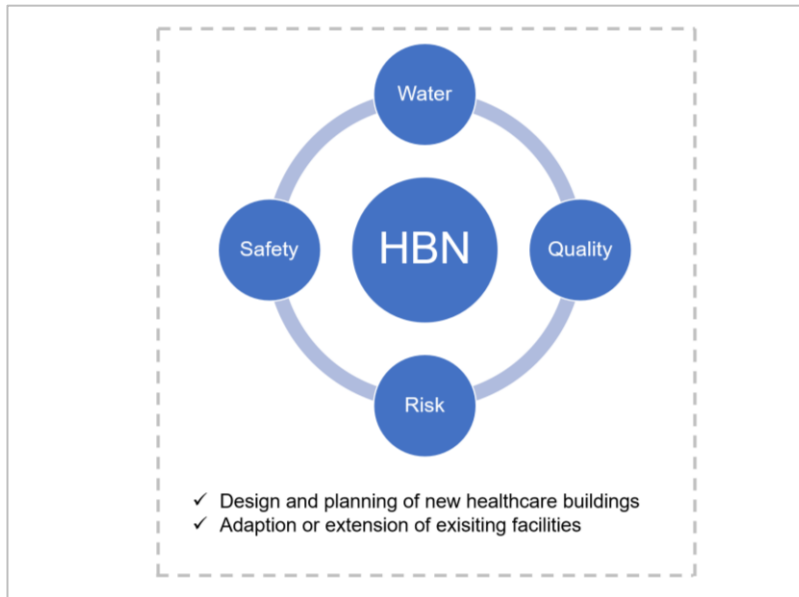 Water
Safety
HBN
Quality
Risk
✓ Design and planning of new healthcare buildings
✓ Adaption or extension of exisiting facilities